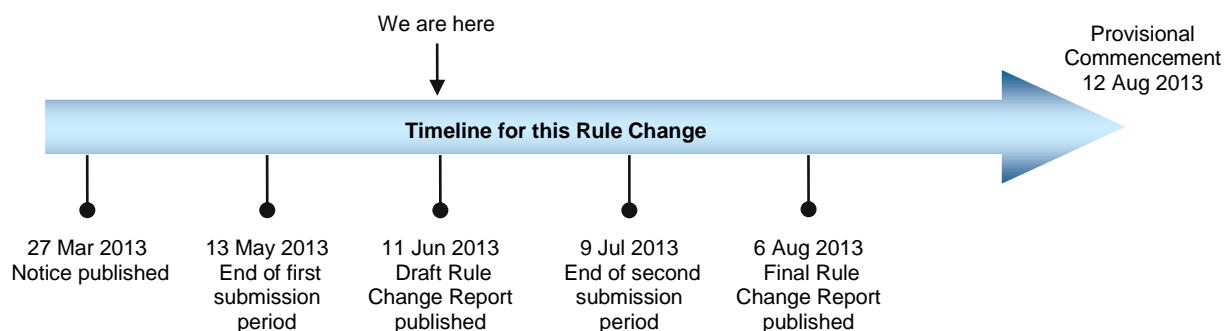 We are here
Provisional
Commencement
12 Aug 2013
Timeline for this Rule Change
27 Mar 2013
Notice published
13 May 2013
End of first
submission
period
11 Jun 2013
Draft Rule
Change Report
published
9 Jul 2013
End of second
submission
period
6 Aug 2013
Final Rule
Change Report
published